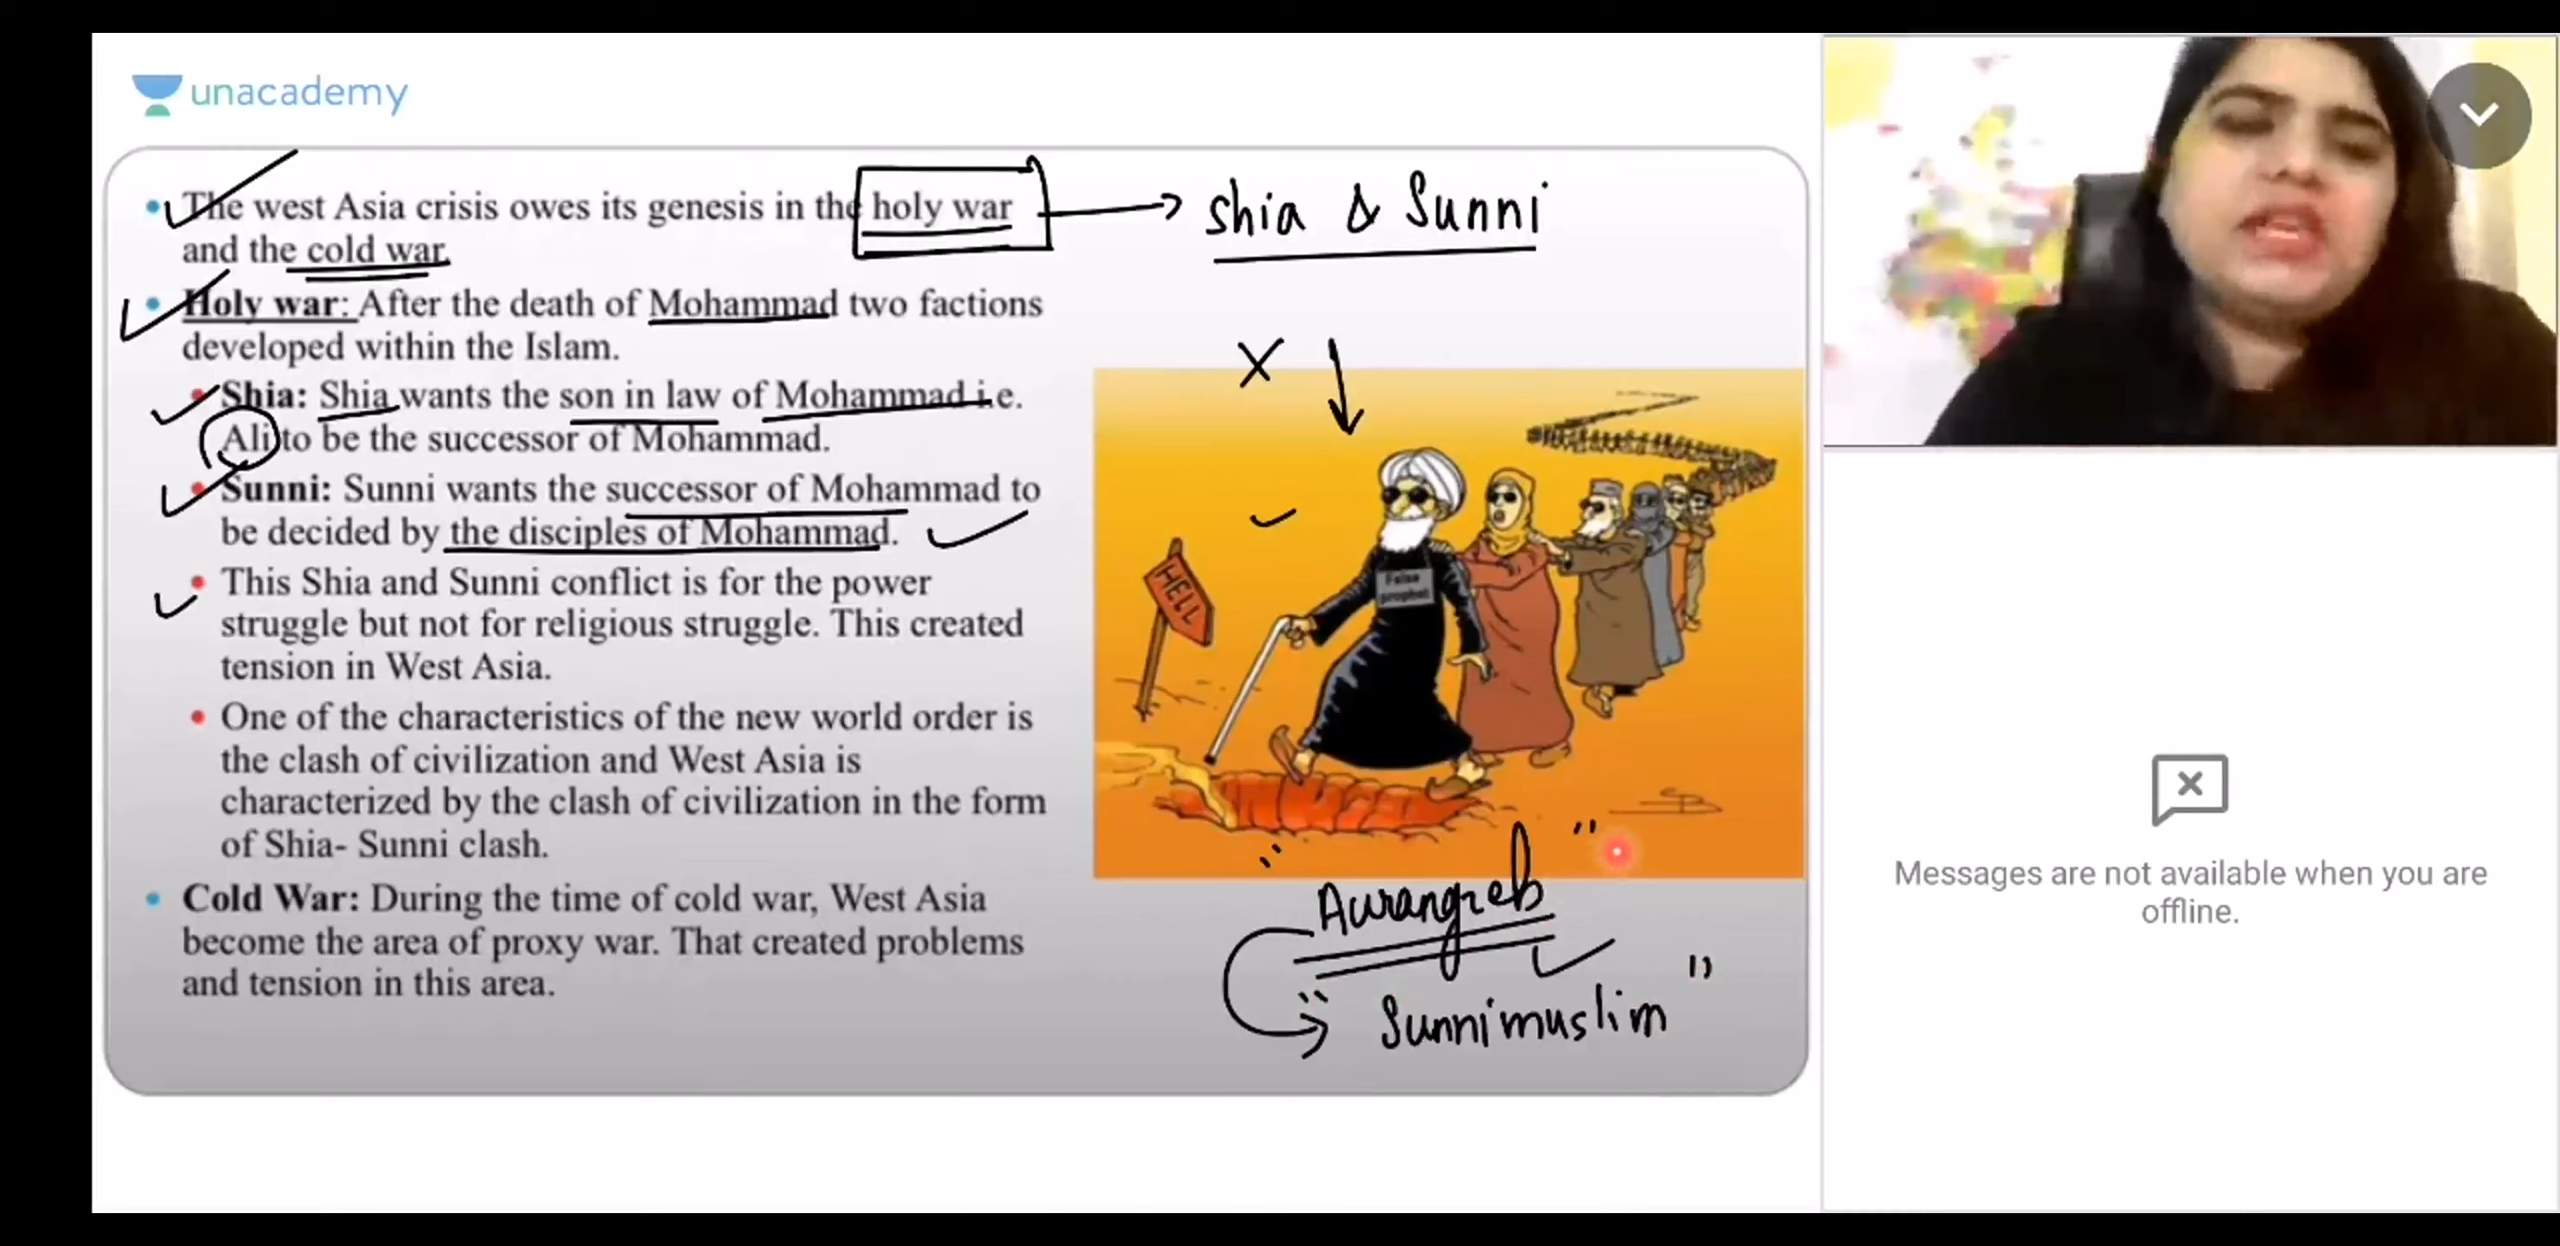 unacademy
The west Asia crisis owes its genesis in the holy war
and the cold war.
shia & Sunni
Holy war: After the death of Mohammad two factions
developed within the Islam.
Shia: Shia wants the son in law of Mohammad i.e.
Ali to be the successor of Mohammad.
Sunni: Sunni wants the successor of Mohammad to
be decided by the disciples of Mohammad.
This Shia and Sunni conflict is for the power
struggle but not for religious struggle. This created
tension in West Asia.
One of the characteristics of the new world order is
the clash of civilization and West Asia is
characterized by the clash of civilization in the form
of Shia- Sunni clash.
Cold War: During the time of cold war, West Asia
become the area of proxy war. That created problems
and tension in this area.
X
HELL
False
prophet
SB
" Aurangzeb "
" Sunni muslim "
Messages are not available when you are
offline.